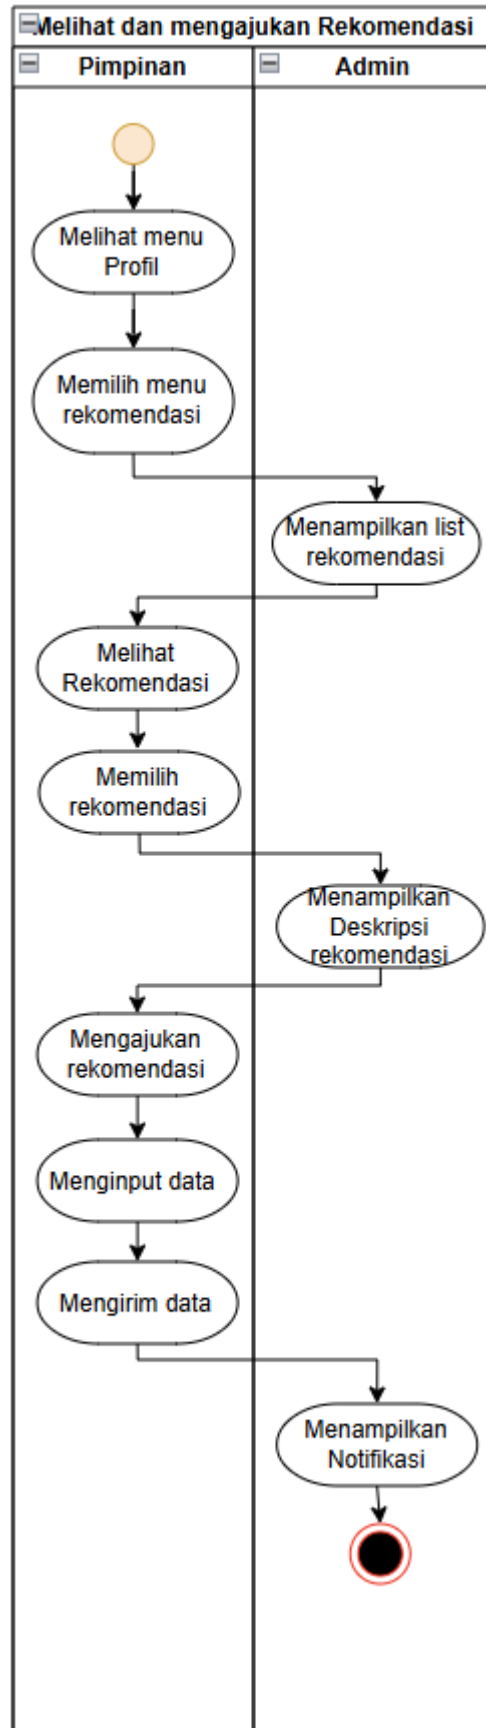 Melihat dan mengajukan Rekomendasi
Pimpinan
Admin
Melihat menu
Profil
Memilih menu
rekomendasi
Menampilkan list
rekomendasi
Melihat
Rekomendasi
Memilih
rekomendasi
Menampilkan
Deskripsi
rekomendasi
Mengajukan
rekomendasi
Menginput data
Mengirim data
Menampilkan
Notifikasi